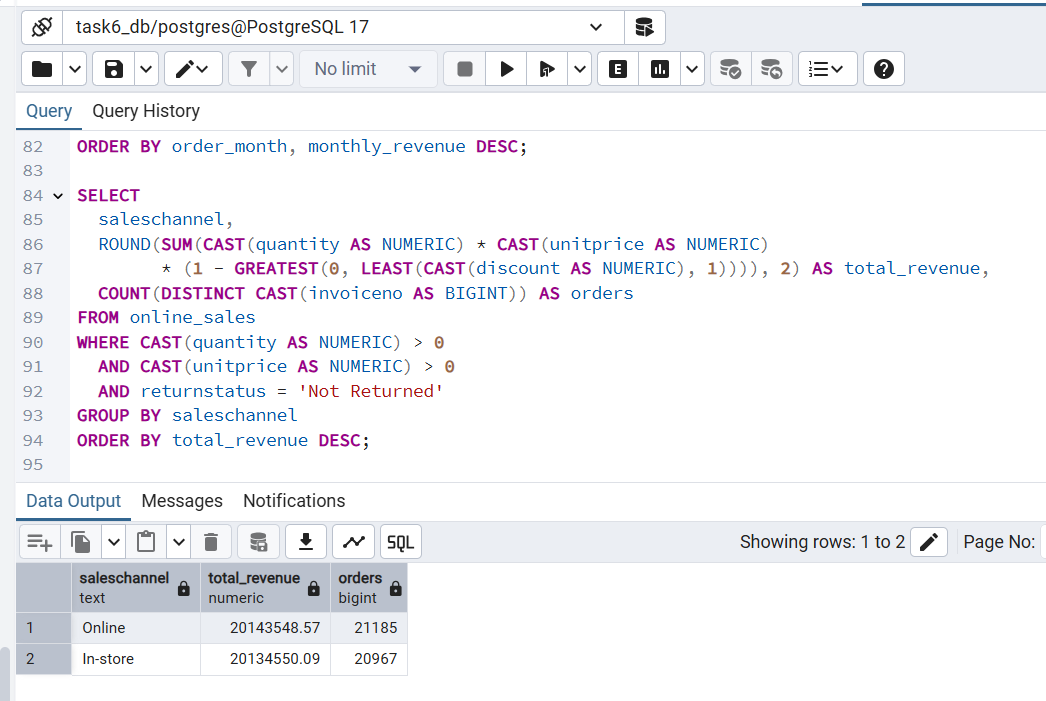 task6_db/postgres@PostgreSQL 17
No limit
E
Query Query History
82 ORDER BY order_month, monthly_revenue DESC;
83
84 SELECT
85 saleschannel,
86 ROUND(SUM(CAST(quantity AS NUMERIC) * CAST(unitprice AS NUMERIC)
87 * (1 - GREATEST(0, LEAST(CAST(discount AS NUMERIC), 1)))), 2) AS total_revenue,
88 COUNT(DISTINCT CAST(invoiceno AS BIGINT)) AS orders
89 FROM online_sales
90 WHERE CAST(quantity AS NUMERIC) > 0
91 AND CAST(unitprice AS NUMERIC) > 0
92 AND returnstatus = 'Not Returned'
93 GROUP BY saleschannel
94 ORDER BY total_revenue DESC;
95
Data Output Messages Notifications
SQL Showing rows: 1 to 2 Page No:
saleschannel total_revenue orders
text numeric bigint
1 Online 20143548.57 21185
2 In-store 20134550.09 20967